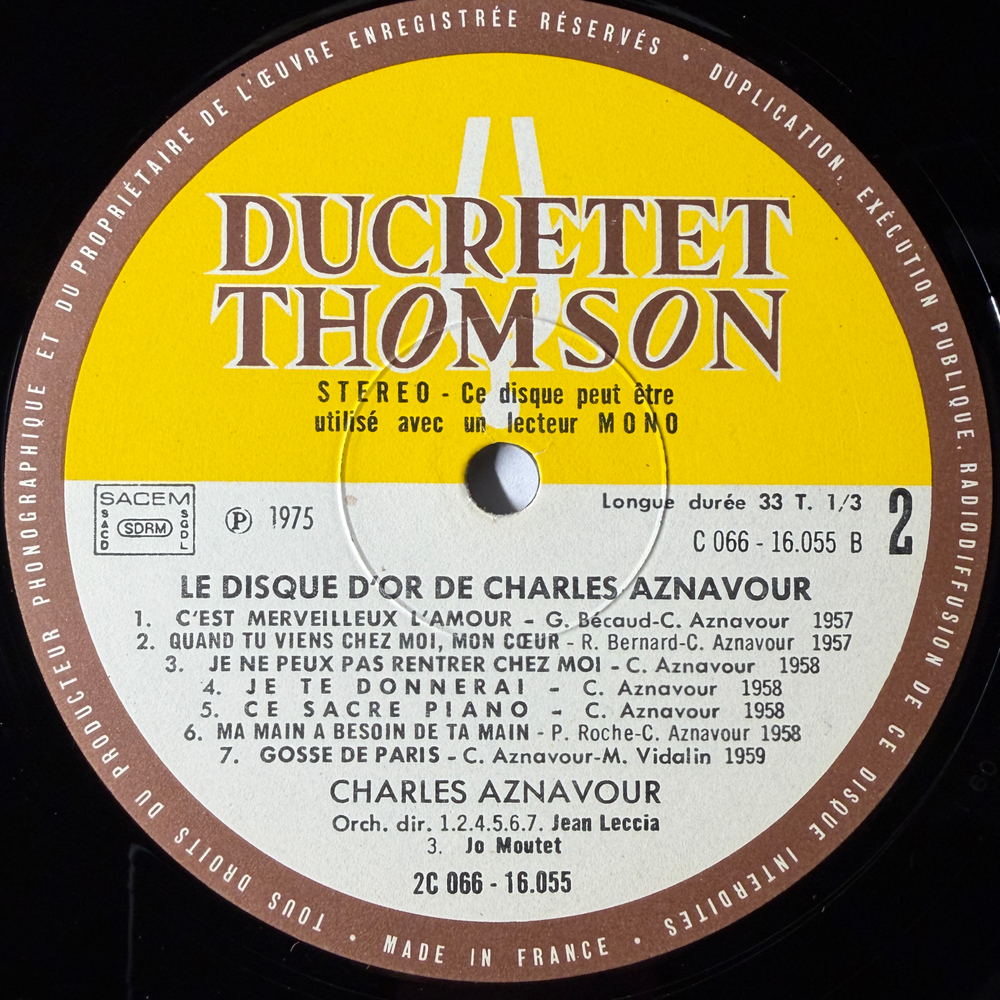 TOUS DROITS DU PRODUCTEUR PHONOGRAPHIQUE ET DU PROPRIÉTAIRE DE L'ŒUVRE ENREGISTRÉE RÉSERVÉS • DUPLICATION, EXÉCUTION PUBLIQUE, RADIODIFFUSION DE CE DISQUE INTERDITES •
DUCRETET
THOMSON
STEREO - Ce disque peut être
utilisé avec un lecteur MONO
SACEM
SACD
SDRM
SGDL
Ⓟ 1975
Longue durée 33 T. 1/3
C 066 - 16.055 B
2
LE DISQUE D'OR DE CHARLES AZNAVOUR
1. C'EST MERVEILLEUX L'AMOUR - G. Bécaud-C. Aznavour 1957
2. QUAND TU VIENS CHEZ MOI, MON CŒUR - R. Bernard-C. Aznavour 1957
3. JE NE PEUX PAS RENTRER CHEZ MOI - C. Aznavour 1958
4. JE TE DONNERAI - C. Aznavour 1958
5. CE SACRE PIANO - C. Aznavour 1958
6. MA MAIN A BESOIN DE TA MAIN - P. Roche-C. Aznavour 1958
7. GOSSE DE PARIS - C. Aznavour-M. Vidalin 1959
CHARLES AZNAVOUR
Orch. dir. 1.2.4.5.6.7. Jean Leccia
3. Jo Moutet
2C 066 - 16.055
MADE IN FRANCE •